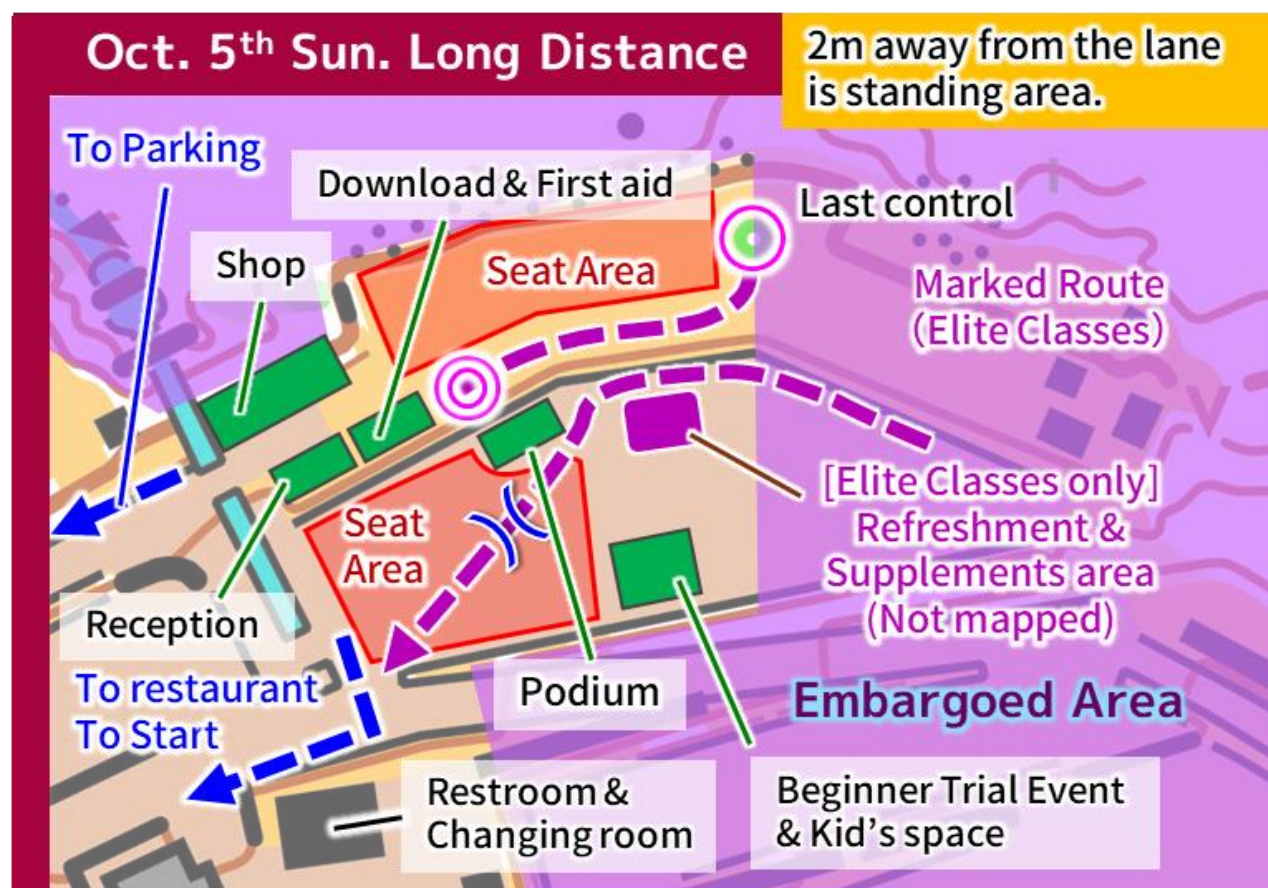 Oct. 5th Sun. Long Distance
2m away from the lane
is standing area.
To Parking
Download & First aid
Last control
Shop
Seat Area
Marked Route
(Elite Classes)
[Elite Classes only]
Refreshment &
Supplements area
(Not mapped)
Seat
Area
Reception
To restaurant
To Start
Podium
Embargoed Area
Restroom &
Changing room
Beginner Trial Event
& Kid's space